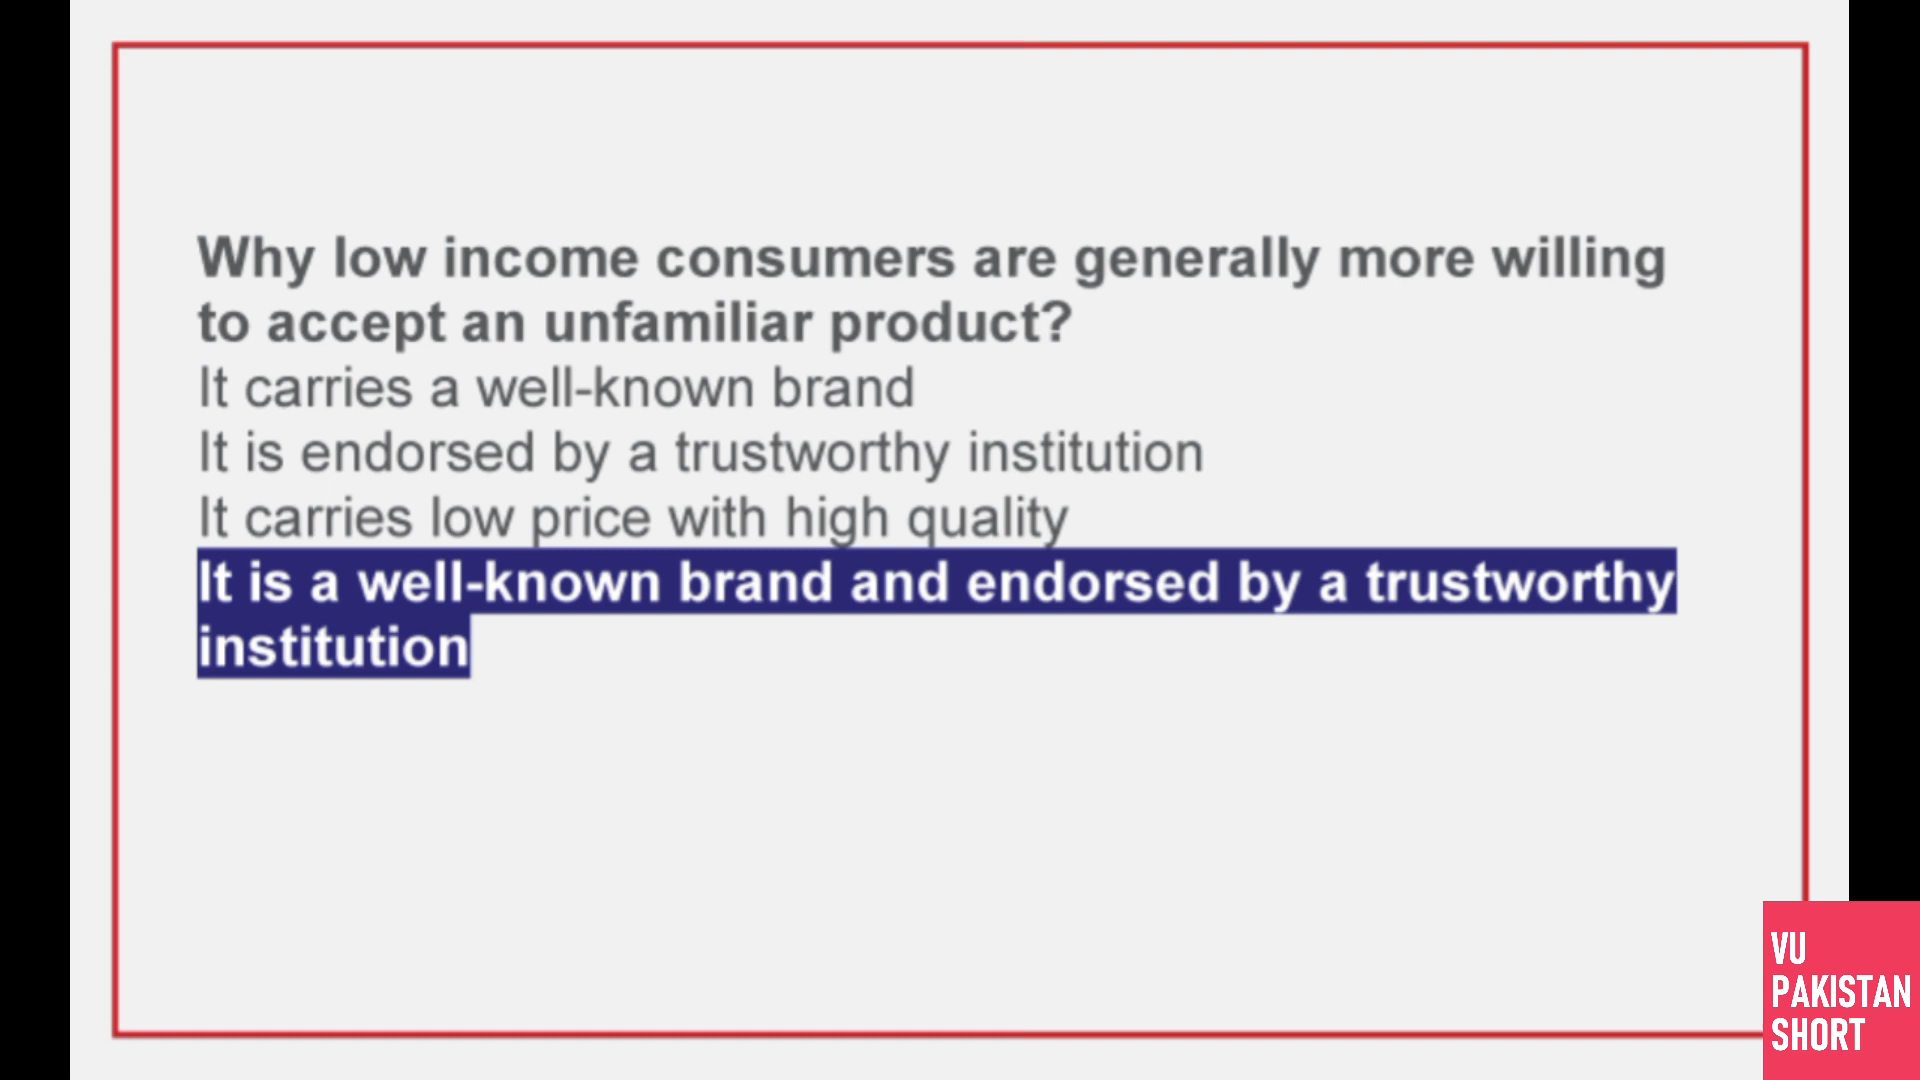 Why low income consumers are generally more willing
to accept an unfamiliar product?
It carries a well-known brand
It is endorsed by a trustworthy institution
It carries low price with high quality
It is a well-known brand and endorsed by a trustworthy
institution
VU
PAKISTAN
SHORT